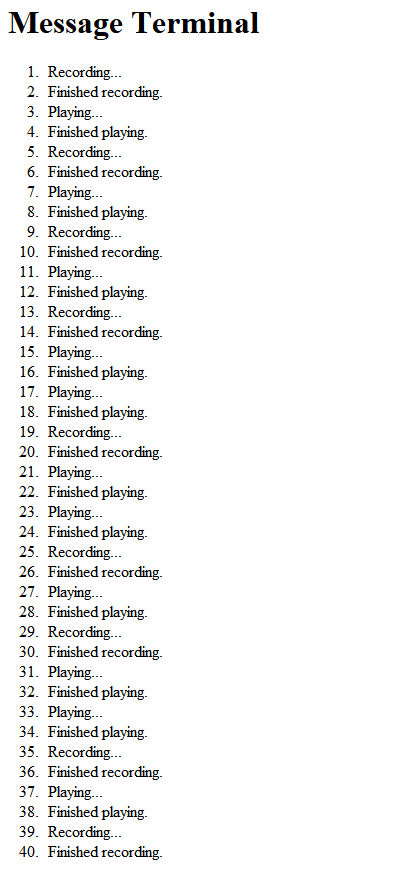 Message Terminal
1. Recording...
2. Finished recording.
3. Playing...
4. Finished playing.
5. Recording...
6. Finished recording.
7. Playing...
8. Finished playing.
9. Recording...
10. Finished recording.
11. Playing...
12. Finished playing.
13. Recording...
14. Finished recording.
15. Playing...
16. Finished playing.
17. Playing...
18. Finished playing.
19. Recording...
20. Finished recording.
21. Playing...
22. Finished playing.
23. Playing...
24. Finished playing.
25. Recording...
26. Finished recording.
27. Playing...
28. Finished playing.
29. Recording...
30. Finished recording.
31. Playing...
32. Finished playing.
33. Playing...
34. Finished playing.
35. Recording...
36. Finished recording.
37. Playing...
38. Finished playing.
39. Recording...
40. Finished recording.